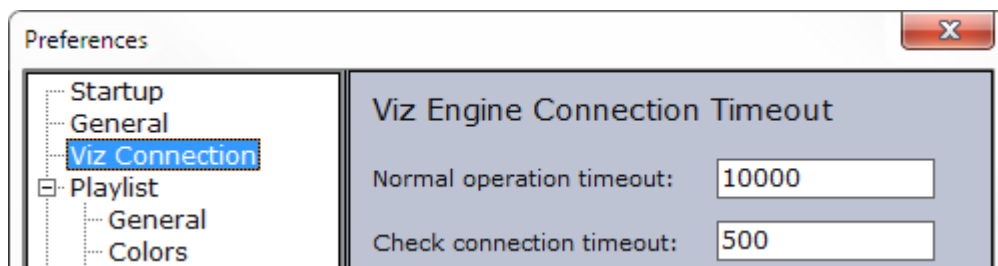 Preferences
Startup
General
Viz Connection
Playlist
General
Colors
Viz Engine Connection Timeout
Normal operation timeout: 10000
Check connection timeout: 500